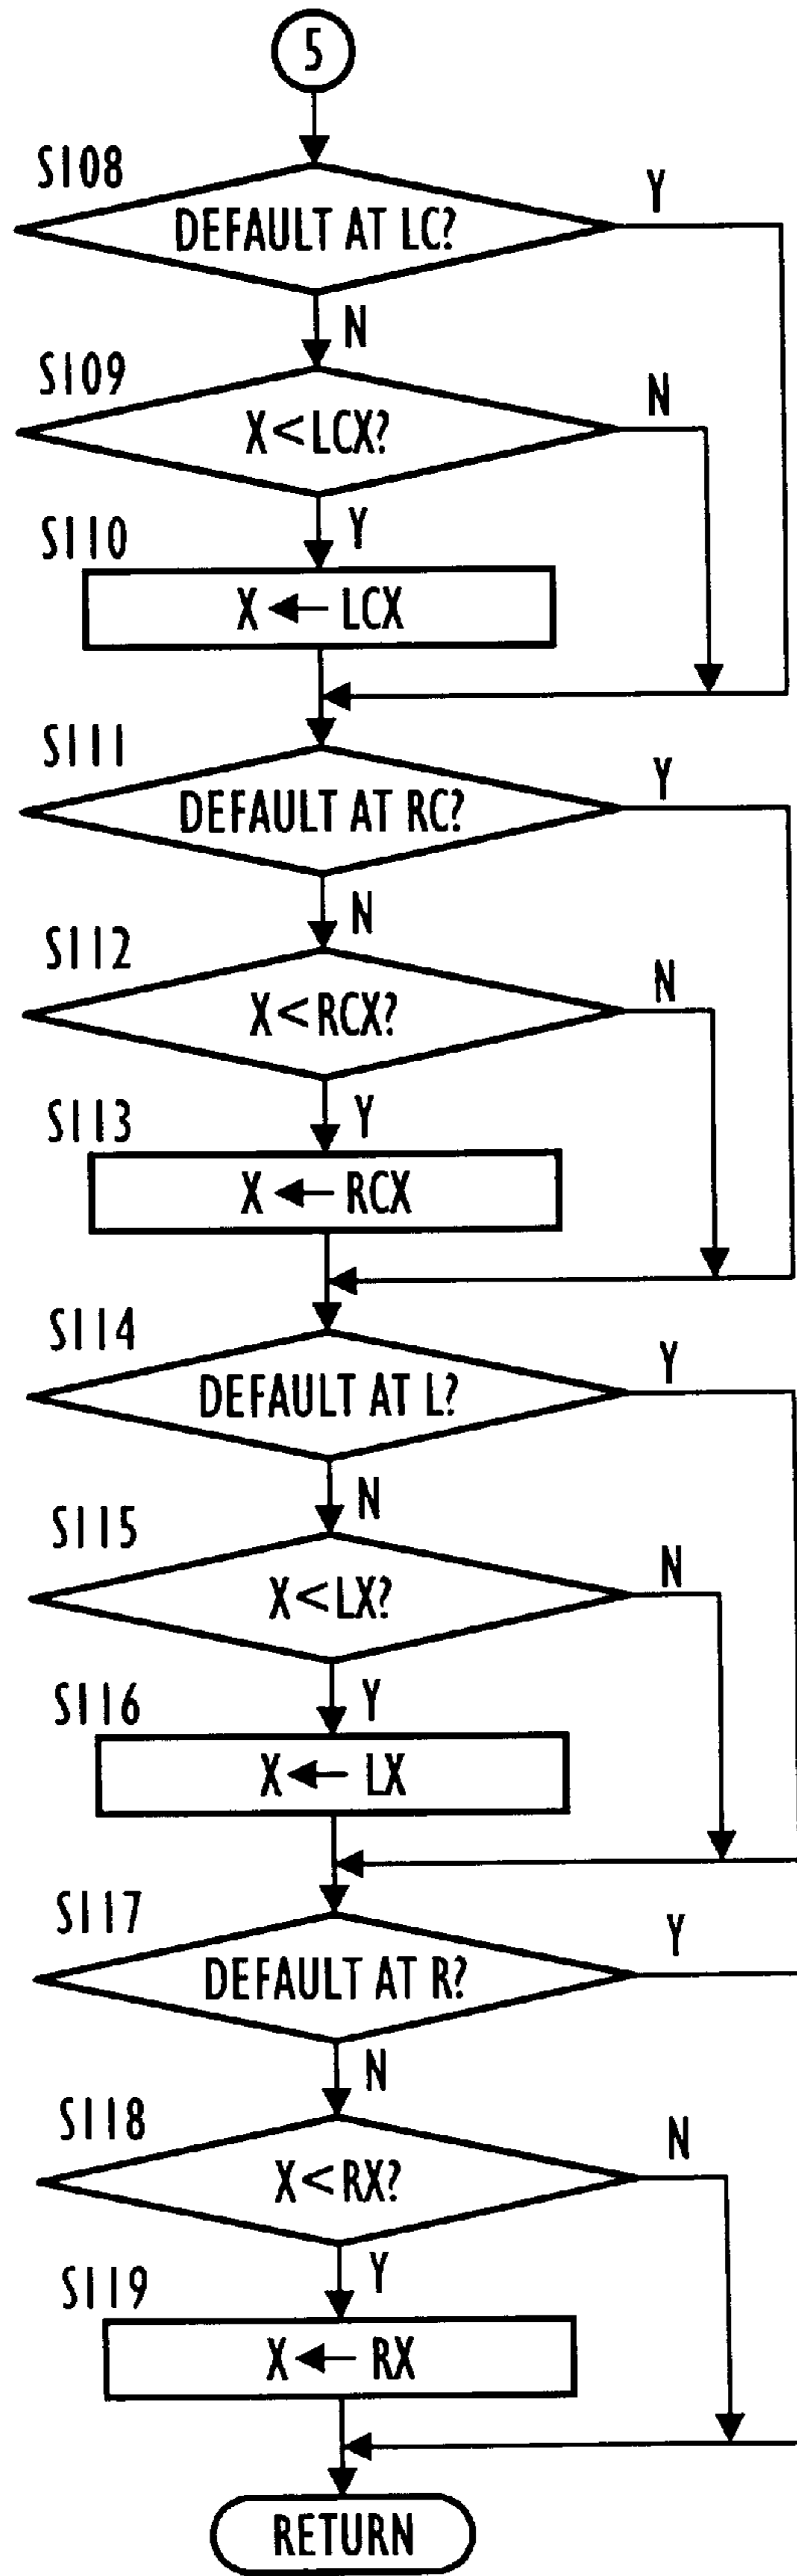 5
S108
Y
DEFAULT AT LC?
N
S109
N
X<LCX?
Y
S110
X ← LCX
S111
Y
DEFAULT AT RC?
N
S112
N
X<RCX?
Y
S113
X ← RCX
S114
Y
DEFAULT AT L?
N
S115
N
X<LX?
Y
S116
X ← LX
S117
Y
DEFAULT AT R?
N
S118
N
X<RX?
Y
S119
X ← RX
RETURN